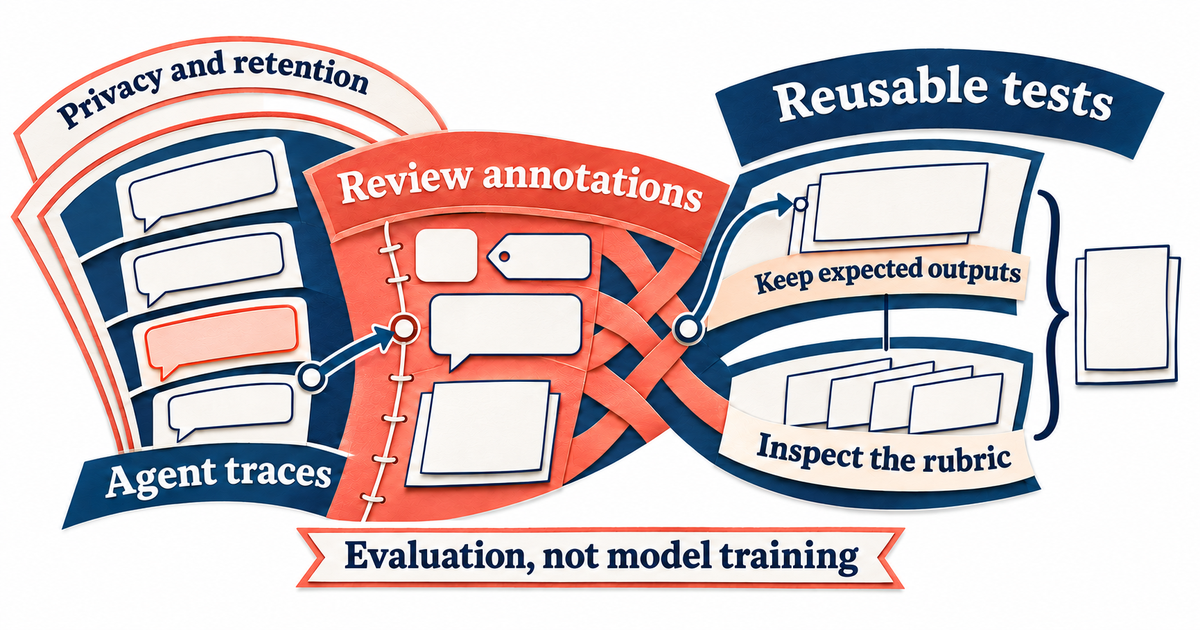 Privacy and retention
Review annotations
Reusable tests
Keep expected outputs
Inspect the rubric
Agent traces
Evaluation, not model training